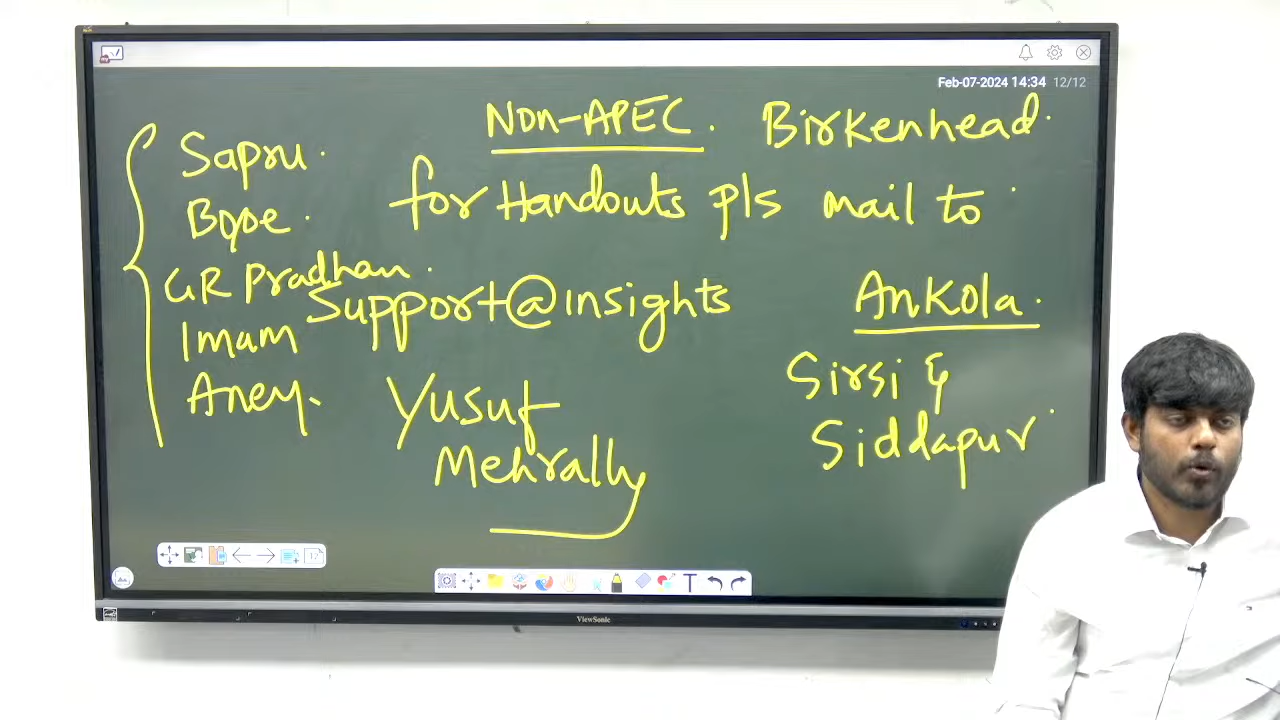 Feb-07-2024 14:34 12/12
Non-APEC. Birkenhead.
for Handouts pls mail to
Support@insights
Sapru.
Bose.
GR Pradhan.
Imam
Aney.
Yusuf
Mehrally
Ankola.
Sirsi &
Siddapur
12
T
ViewSonic